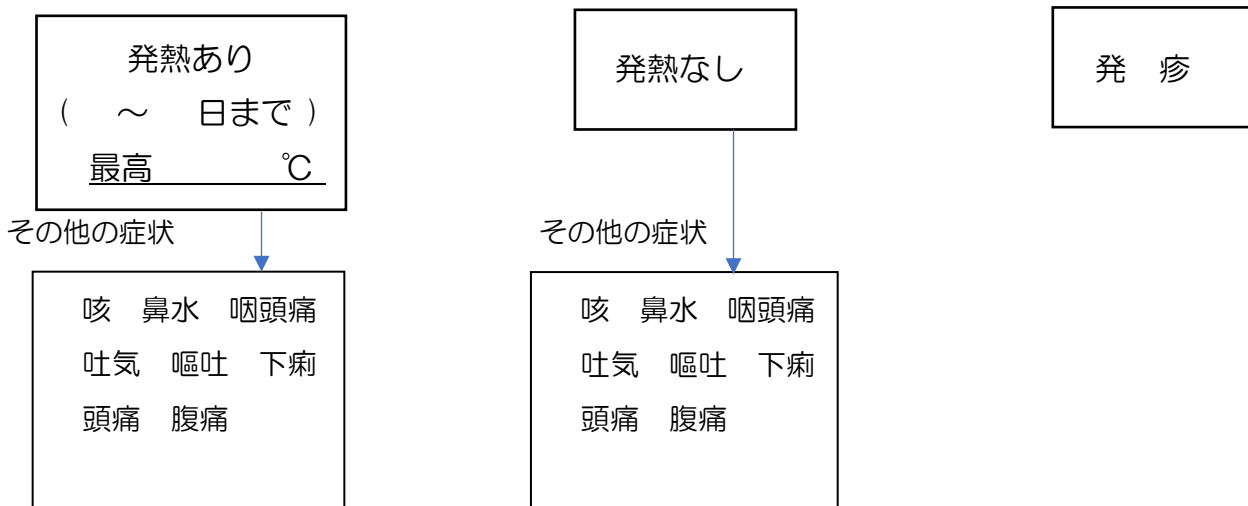 発熱あり
( ～ 日まで )
最高 ℃
その他の症状
咳 鼻水 咽頭痛
吐気 嘔吐 下痢
頭痛 腹痛
発熱なし
その他の症状
咳 鼻水 咽頭痛
吐気 嘔吐 下痢
頭痛 腹痛
発 疹